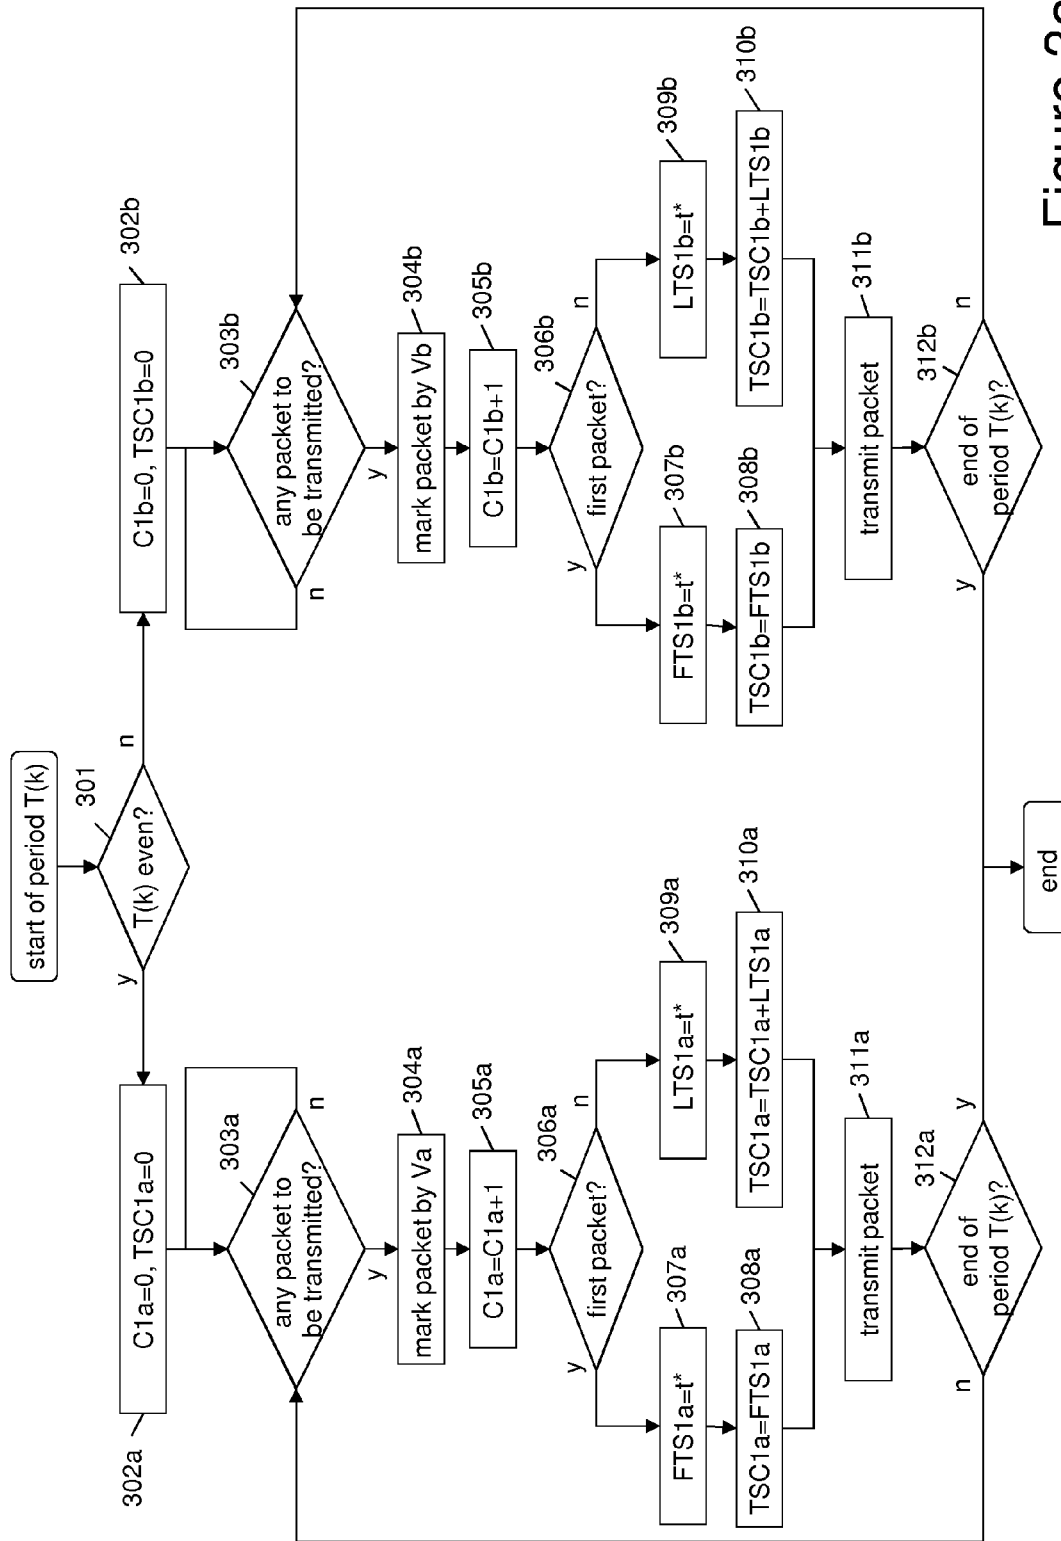 start of period T(k)
301
T(k) even?
y
n
302a
C1a=0, TSC1a=0
303a
any packet to
be transmitted?
n
y
304a
mark packet by Va
305a
C1a=C1a+1
306a
first packet?
y
n
307a
FTS1a=t*
308a
TSC1a=FTS1a
309a
LTS1a=t*
310a
TSC1a=TSC1a+LTS1a
311a
transmit packet
312a
end of
period T(k)?
n
y
302b
C1b=0, TSC1b=0
303b
any packet to
be transmitted?
n
y
304b
mark packet by Vb
305b
C1b=C1b+1
306b
first packet?
y
n
307b
FTS1b=t*
308b
TSC1b=FTS1b
309b
LTS1b=t*
310b
TSC1b=TSC1b+LTS1b
311b
transmit packet
312b
end of
period T(k)?
y
n
end
Figure